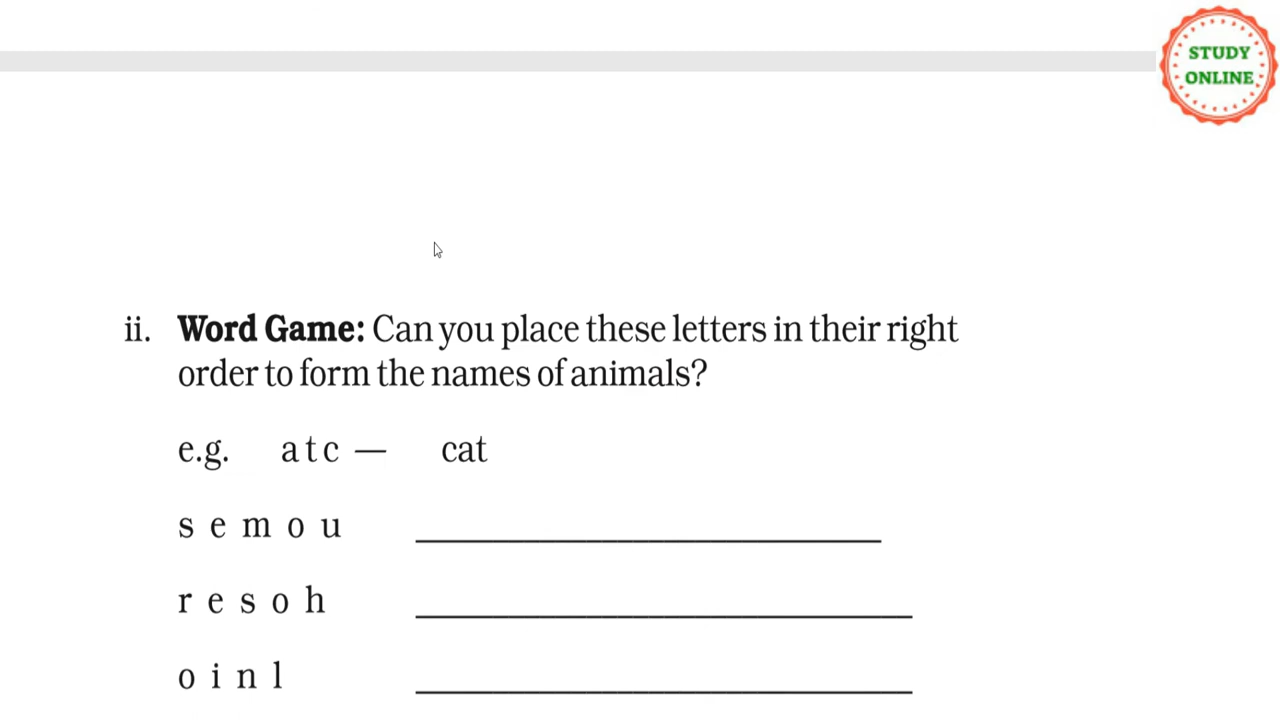 STUDY
ONLINE
ii. Word Game: Can you place these letters in their right
order to form the names of animals?
e.g. a t c — cat
s e m o u
r e s o h
o i n l